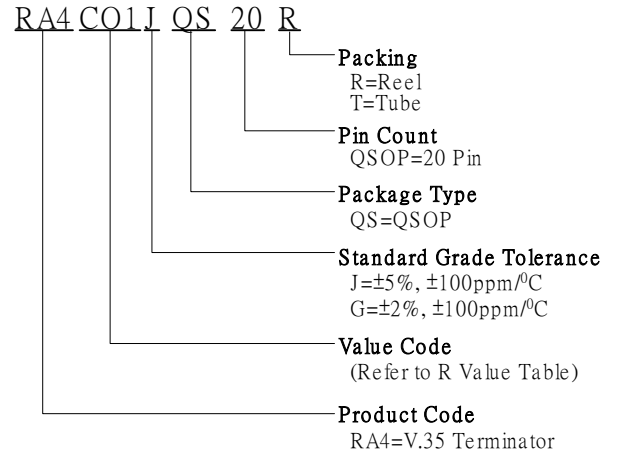 RA4 CO1 J QS 20 R
Packing
R=Reel
T=Tube
Pin Count
QSOP=20 Pin
Package Type
QS=QSOP
Standard Grade Tolerance
J=±5%, ±100ppm/⁰C
G=±2%, ±100ppm/⁰C
Value Code
(Refer to R Value Table)
Product Code
RA4=V.35 Terminator